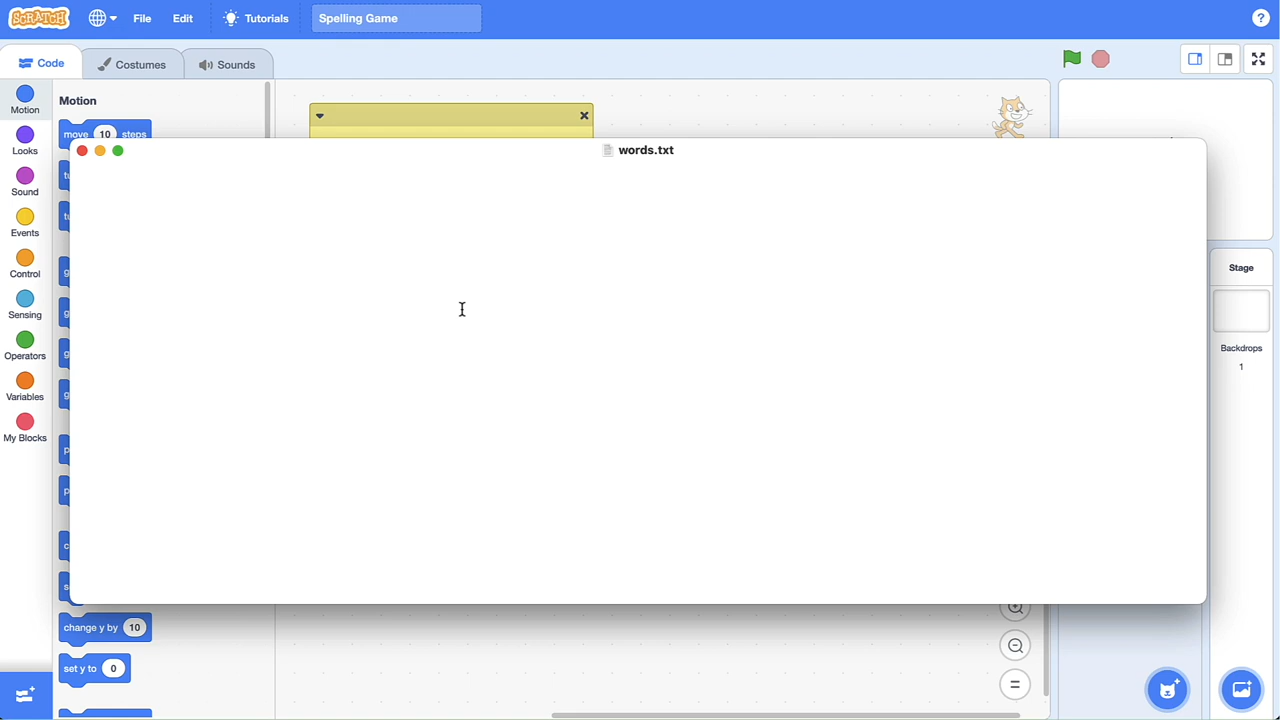 SCRATCH
File
Edit
Tutorials
Spelling Game
?
Code
Costumes
Sounds
Motion
Looks
Sound
Events
Control
Sensing
Operators
Variables
My Blocks
Motion
move 10 steps
words.txt
change y by 10
set y to 0
Stage
Backdrops
1